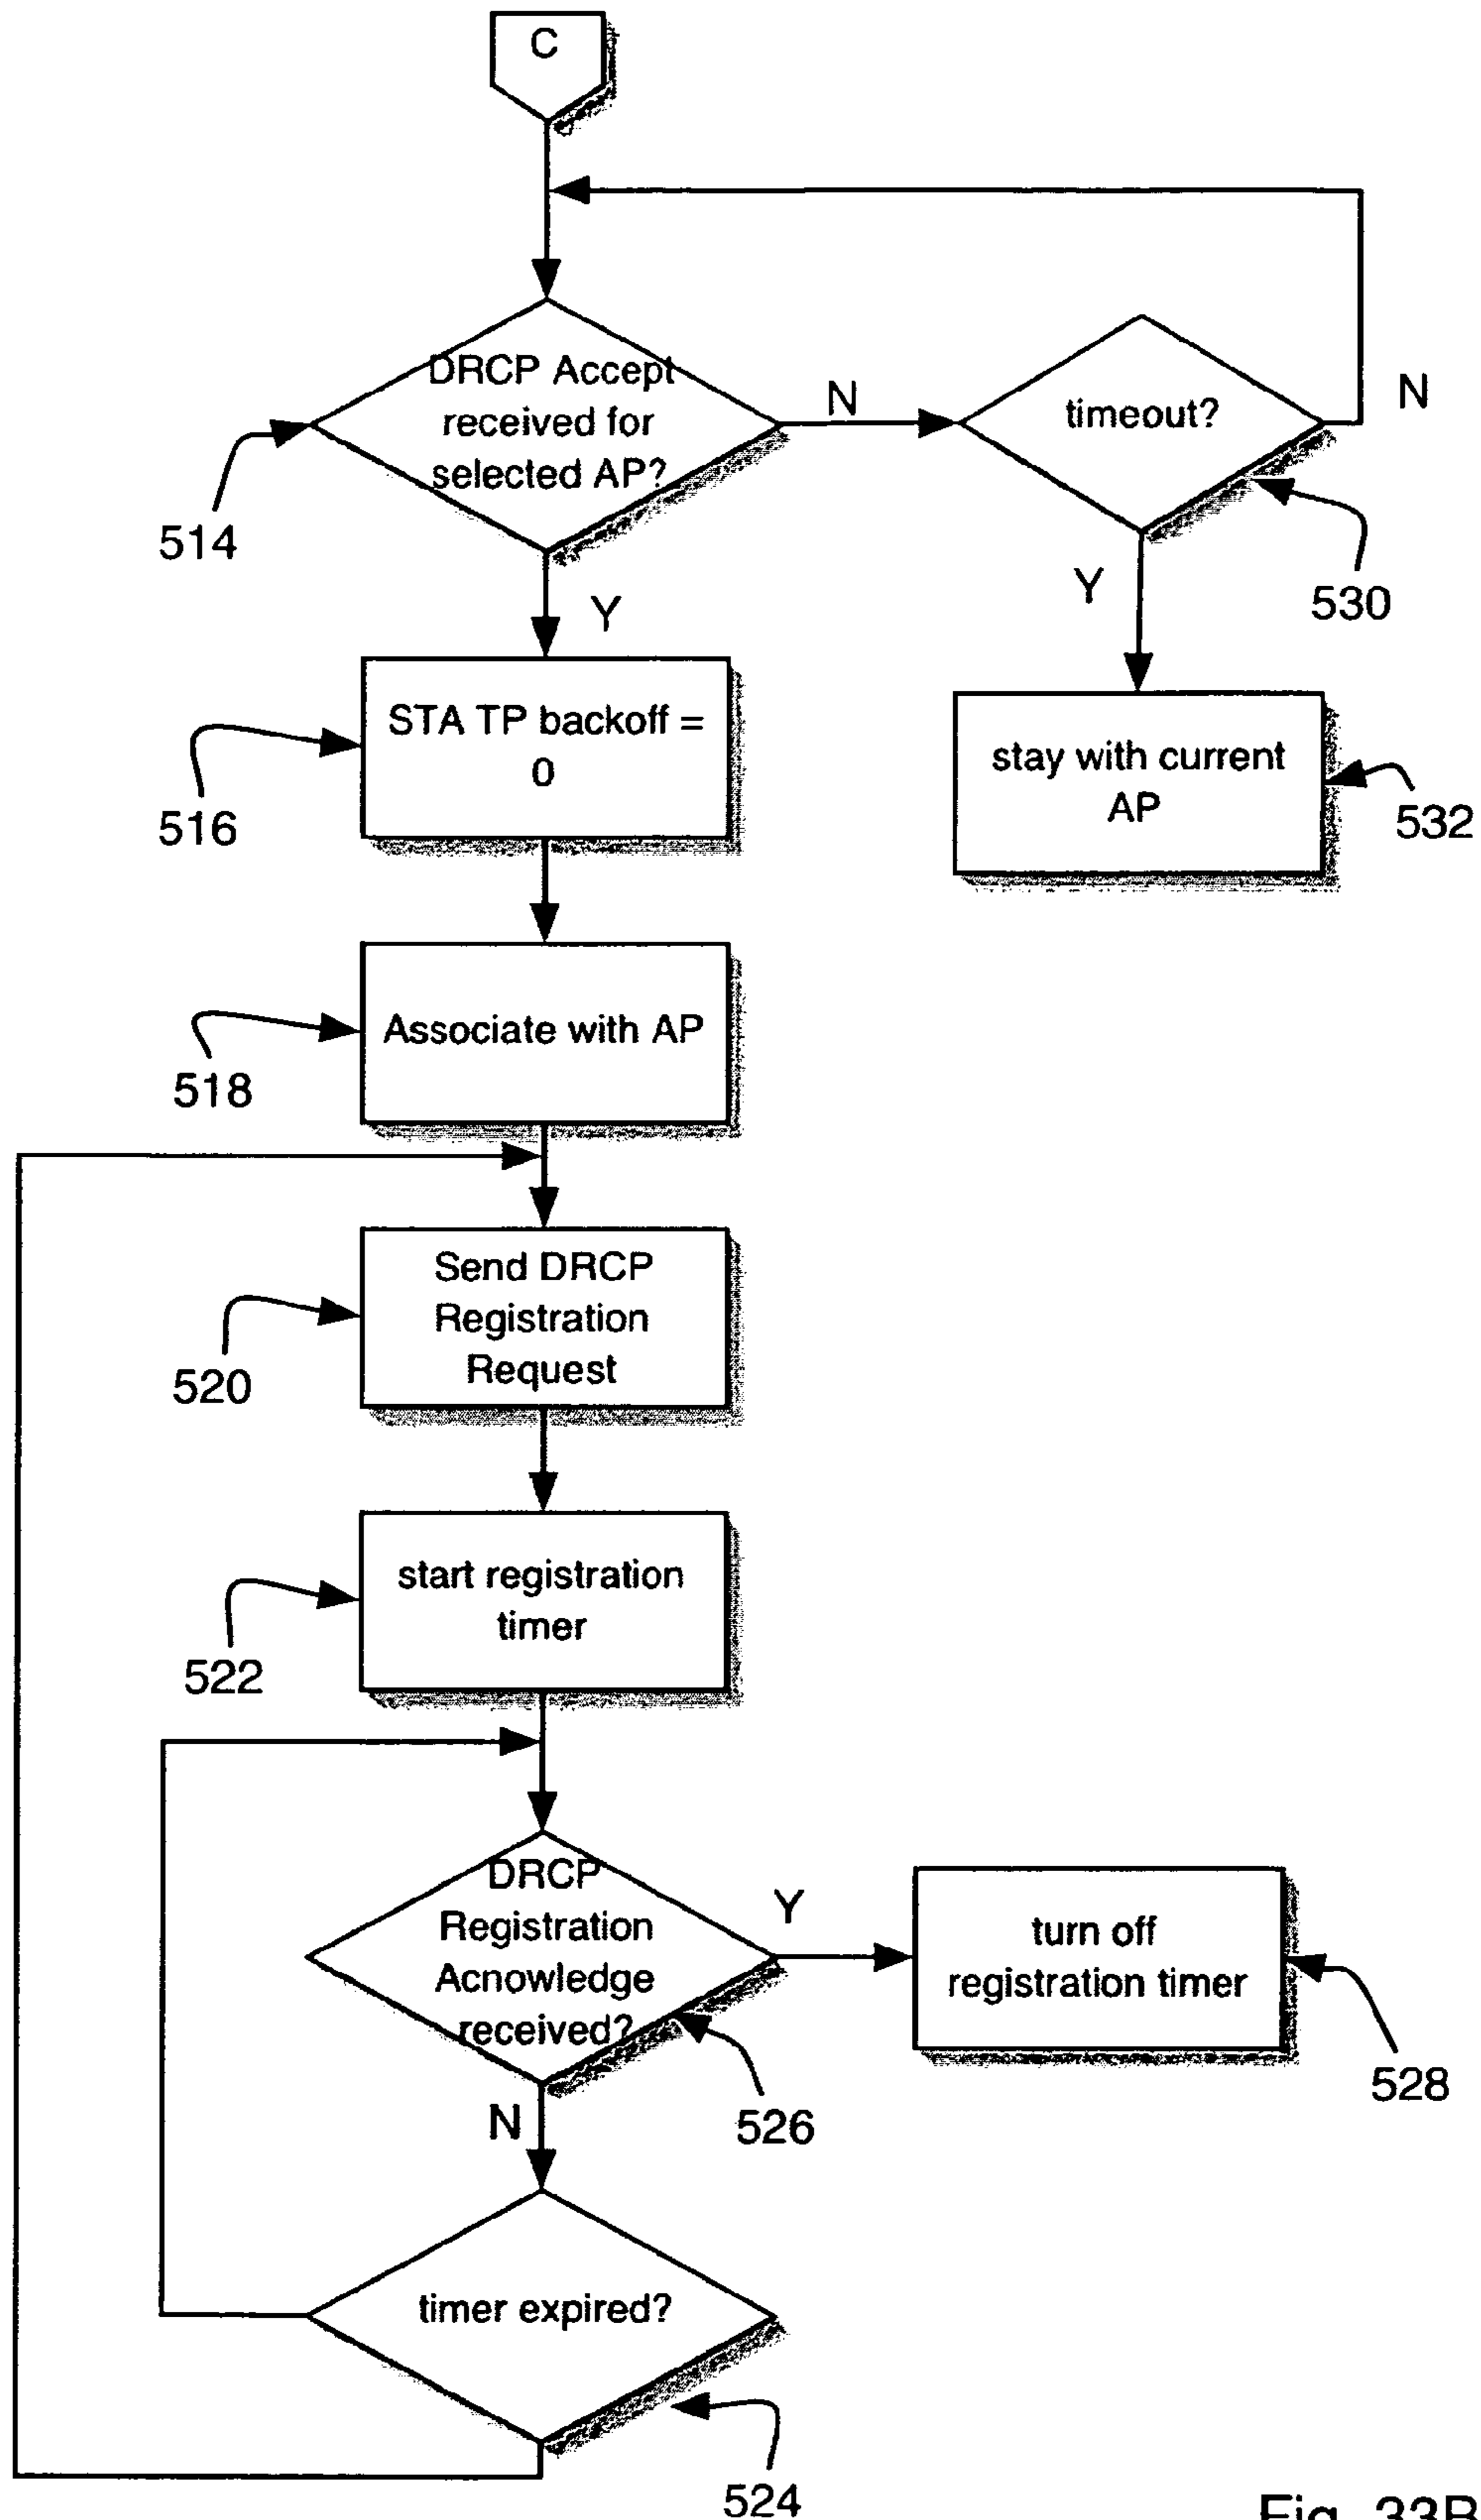 C
DRCP Accept
received for
selected AP?
N
timeout?
N
514
Y
Y
530
STA TP backoff =
0
516
stay with current
AP
532
Associate with AP
518
Send DRCP
Registration
Request
520
start registration
timer
522
DRCP
Registration
Acnowledge
received?
Y
turn off
registration timer
526
528
N
timer expired?
524
Fig. 33B